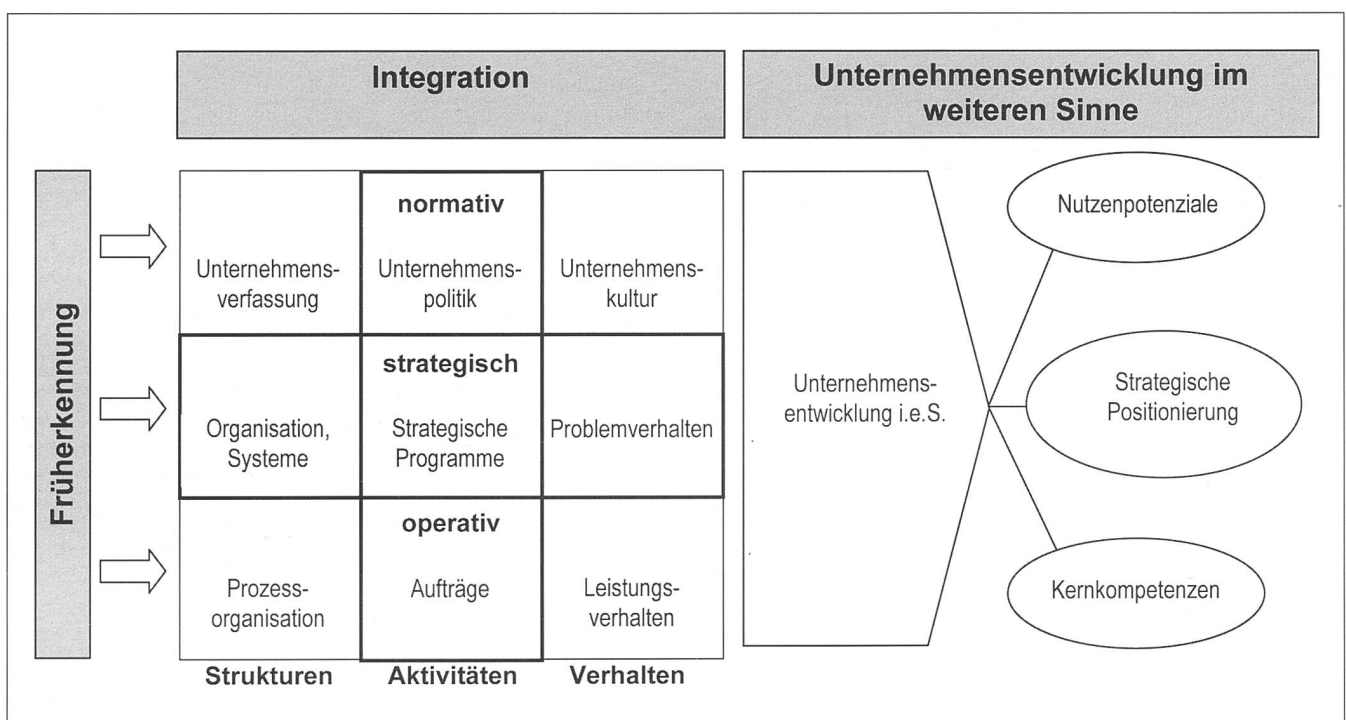 Integration
Unternehmensentwicklung im
weiteren Sinne
Früherkennung
normativ
Unternehmens-
verfassung
Unternehmens-
politik
Unternehmens-
kultur
strategisch
Organisation,
Systeme
Strategische
Programme
Problemverhalten
operativ
Prozess-
organisation
Aufträge
Leistungs-
verhalten
Strukturen
Aktivitäten
Verhalten
Unternehmens-
entwicklung i.e.S.
Nutzenpotenziale
Strategische
Positionierung
Kernkompetenzen